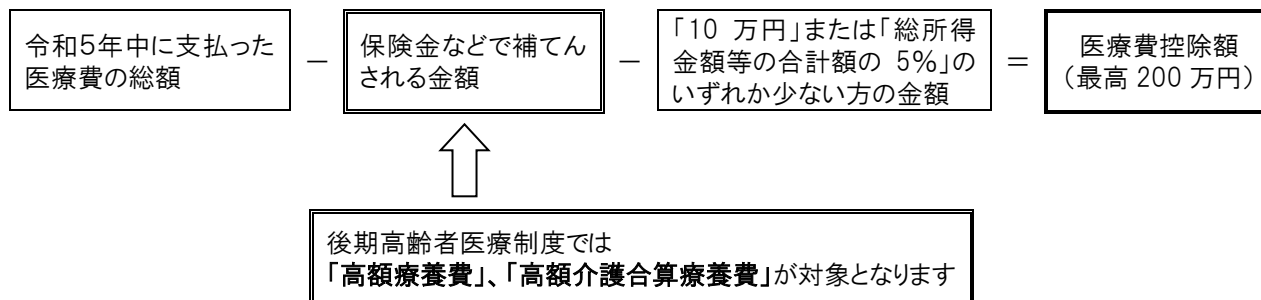 令和5年中に支払った
医療費の総額
－
保険金などで補てん
される金額
－
「10 万円」または「総所得
金額等の合計額の 5％」の
いずれか少ない方の金額
＝
医療費控除額
（最高 200 万円）
後期高齢者医療制度では
「高額療養費」、「高額介護合算療養費」が対象となります